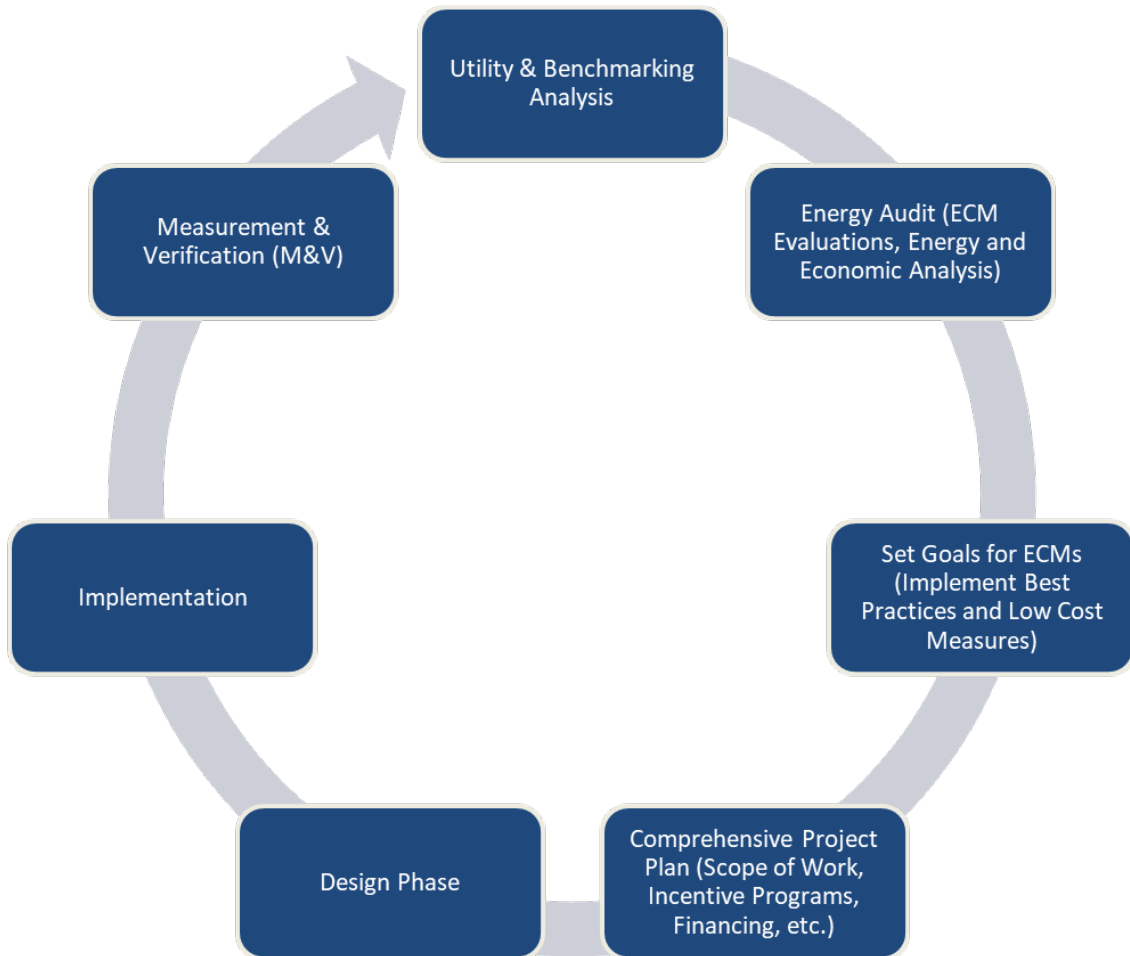 Utility & Benchmarking
Analysis
Energy Audit (ECM
Evaluations, Energy and
Economic Analysis)
Set Goals for ECMs
(Implement Best
Practices and Low Cost
Measures)
Comprehensive Project
Plan (Scope of Work,
Incentive Programs,
Financing, etc.)
Design Phase
Implementation
Measurement &
Verification (M&V)